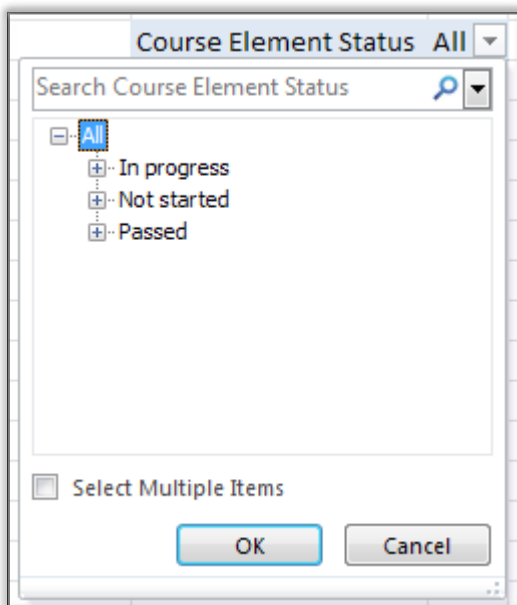 Course Element Status All
Search Course Element Status
All
In progress
Not started
Passed
Select Multiple Items
OK Cancel